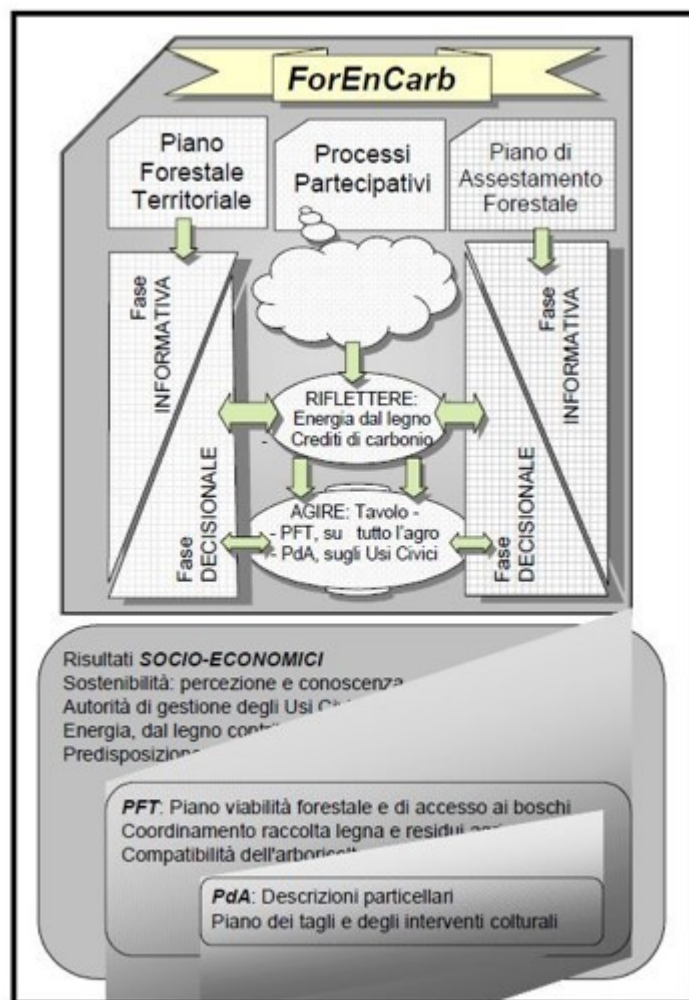 ForEnCarb
Piano
Forestale
Territoriale
Processi
Partecipativi
Piano di
Assestamento
Forestale
Fase
INFORMATIVA
Fase
DECISIONALE
RIFLETTERE:
Energia dal legno
- Crediti di carbonio
AGIRE: Tavolo -
- PFT, su tutto l'agro
- PdA, sugli Usi Civici
Fase
INFORMATIVA
Fase
DECISIONALE
Risultati SOCIO-ECONOMICI
Sostenibilità: percezione e conoscenza
Autorità di gestione degli Usi
Energia, dal legno
PFT: Piano viabilità forestale e di accesso ai boschi
Coordinamento raccolta legna e residui
Compatibilità
PdA: Descrizioni particellari
Piano dei tagli e degli interventi colturali